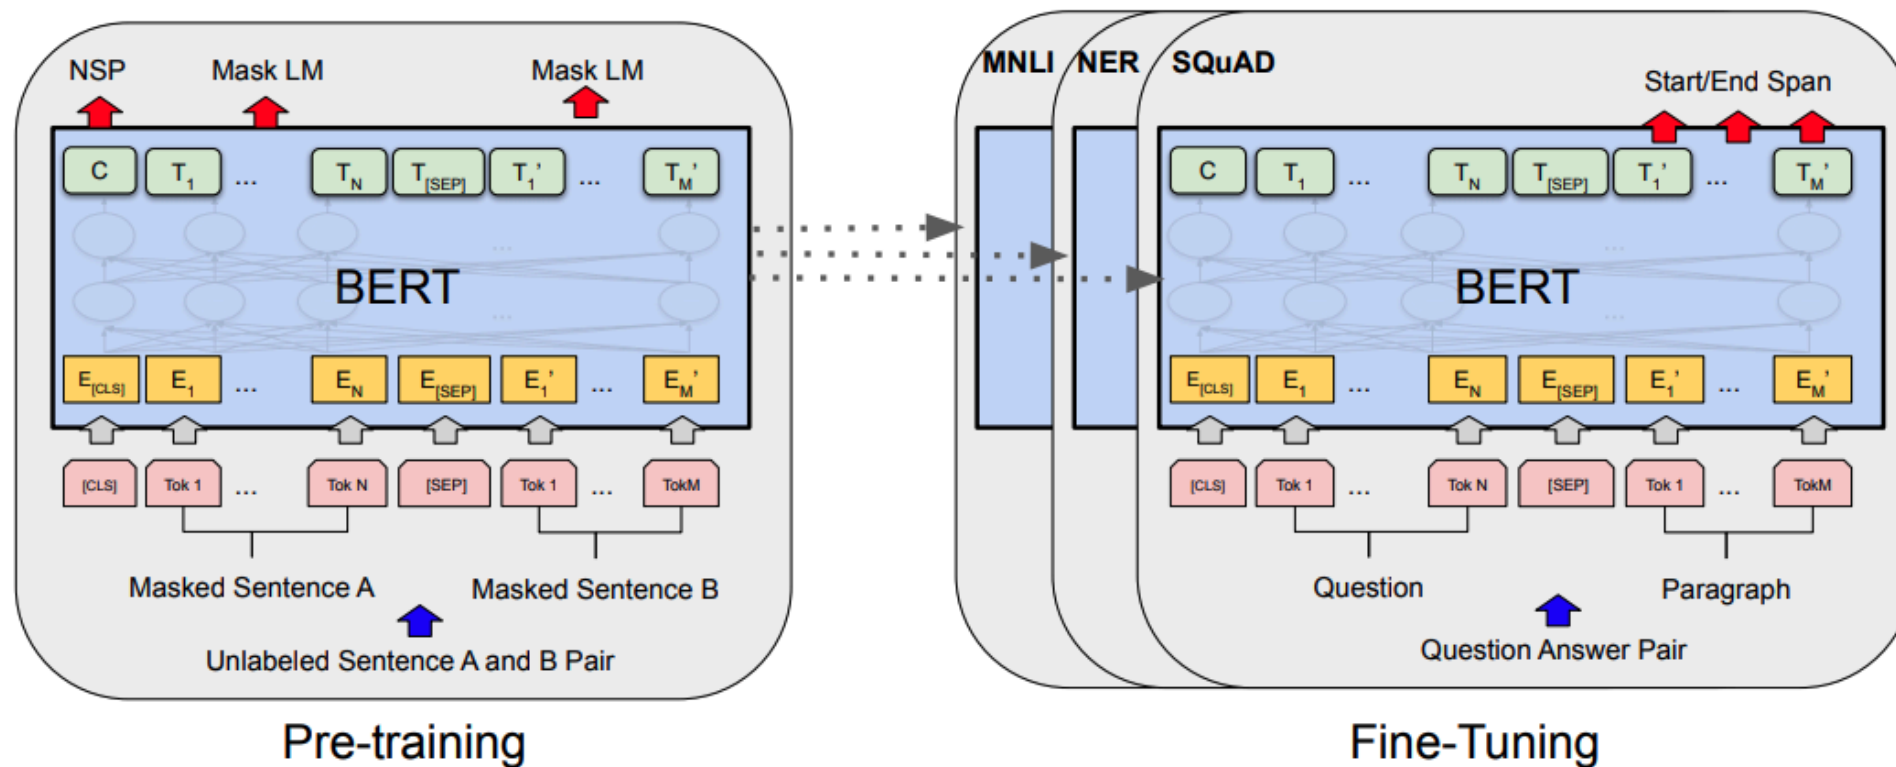 NSP Mask LM Mask LM
C T1 ... TN T[SEP] T1’ ... TM’
...
BERT
...
E[CLS] E1 ... EN E[SEP] E1’ ... EM’
[CLS] Tok 1 ... Tok N [SEP] Tok 1 ... TokM
Masked Sentence A Masked Sentence B
Unlabeled Sentence A and B Pair
Pre-training
MNLI NER SQuAD
Start/End Span
C T1 ... TN T[SEP] T1’ ... TM’
...
BERT
...
E[CLS] E1 ... EN E[SEP] E1’ ... EM’
[CLS] Tok 1 ... Tok N [SEP] Tok 1 ... TokM
Question Paragraph
Question Answer Pair
Fine-Tuning